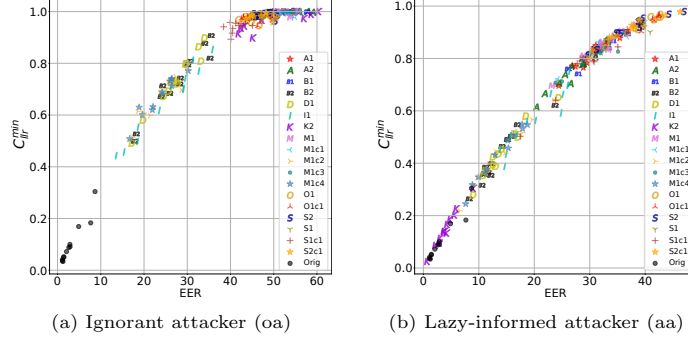 C_llr^min
1.0
0.8
0.6
0.4
0.2
0.0
0
10
20
30
40
50
60
EER
A1
A2
B1
B2
D1
I1
K2
M1
M1c1
M1c2
M1c3
M1c4
O1
O1c1
S2
S1
S1c1
S2c1
Orig
(a) Ignorant attacker (oa)
C_llr^min
1.0
0.8
0.6
0.4
0.2
0.0
0
10
20
30
40
EER
A1
A2
B1
B2
D1
I1
K2
M1
M1c1
M1c2
M1c3
M1c4
O1
O1c1
S2
S1
S1c1
S2c1
Orig
(b) Lazy-informed attacker (aa)